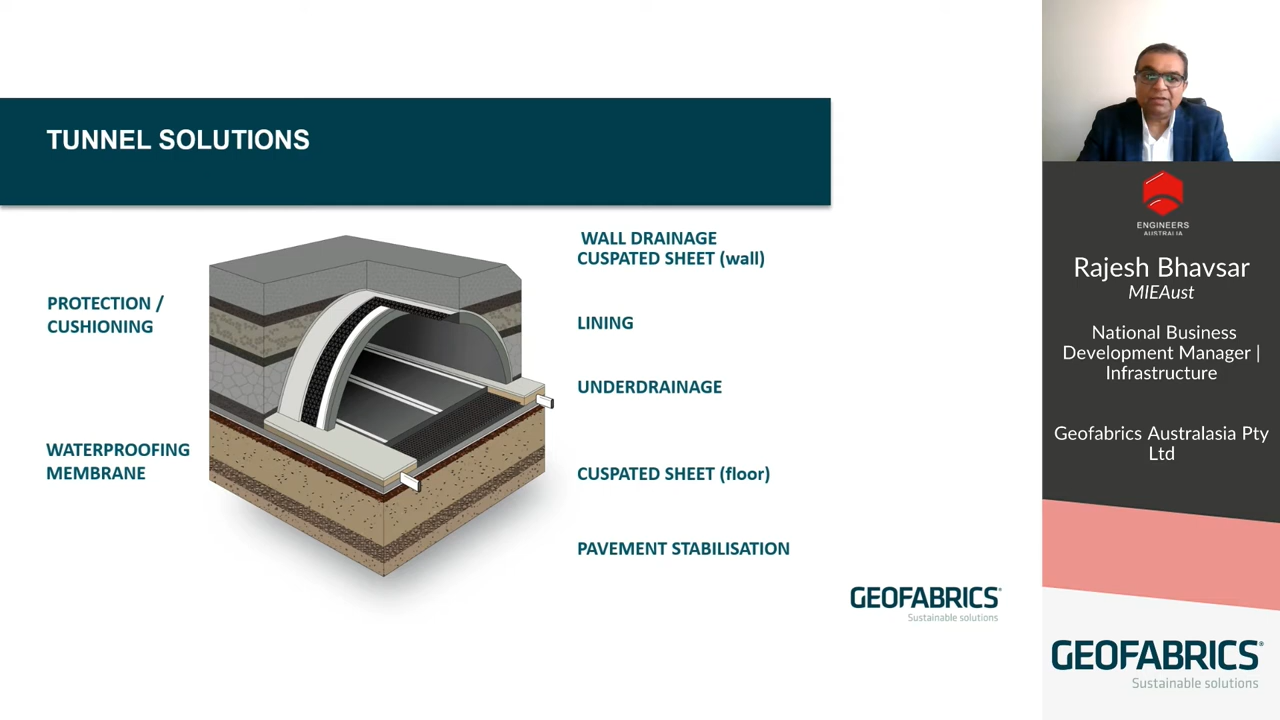 TUNNEL SOLUTIONS
PROTECTION /
CUSHIONING
WATERPROOFING
MEMBRANE
WALL DRAINAGE
CUSPATED SHEET (wall)
LINING
UNDERDRAINAGE
CUSPATED SHEET (floor)
PAVEMENT STABILISATION
GEOFABRICS®
Sustainable solutions
ENGINEERS
AUSTRALIA
Rajesh Bhavsar
MIEAust
National Business
Development Manager |
Infrastructure
Geofabrics Australasia Pty
Ltd
GEOFABRICS®
Sustainable solutions